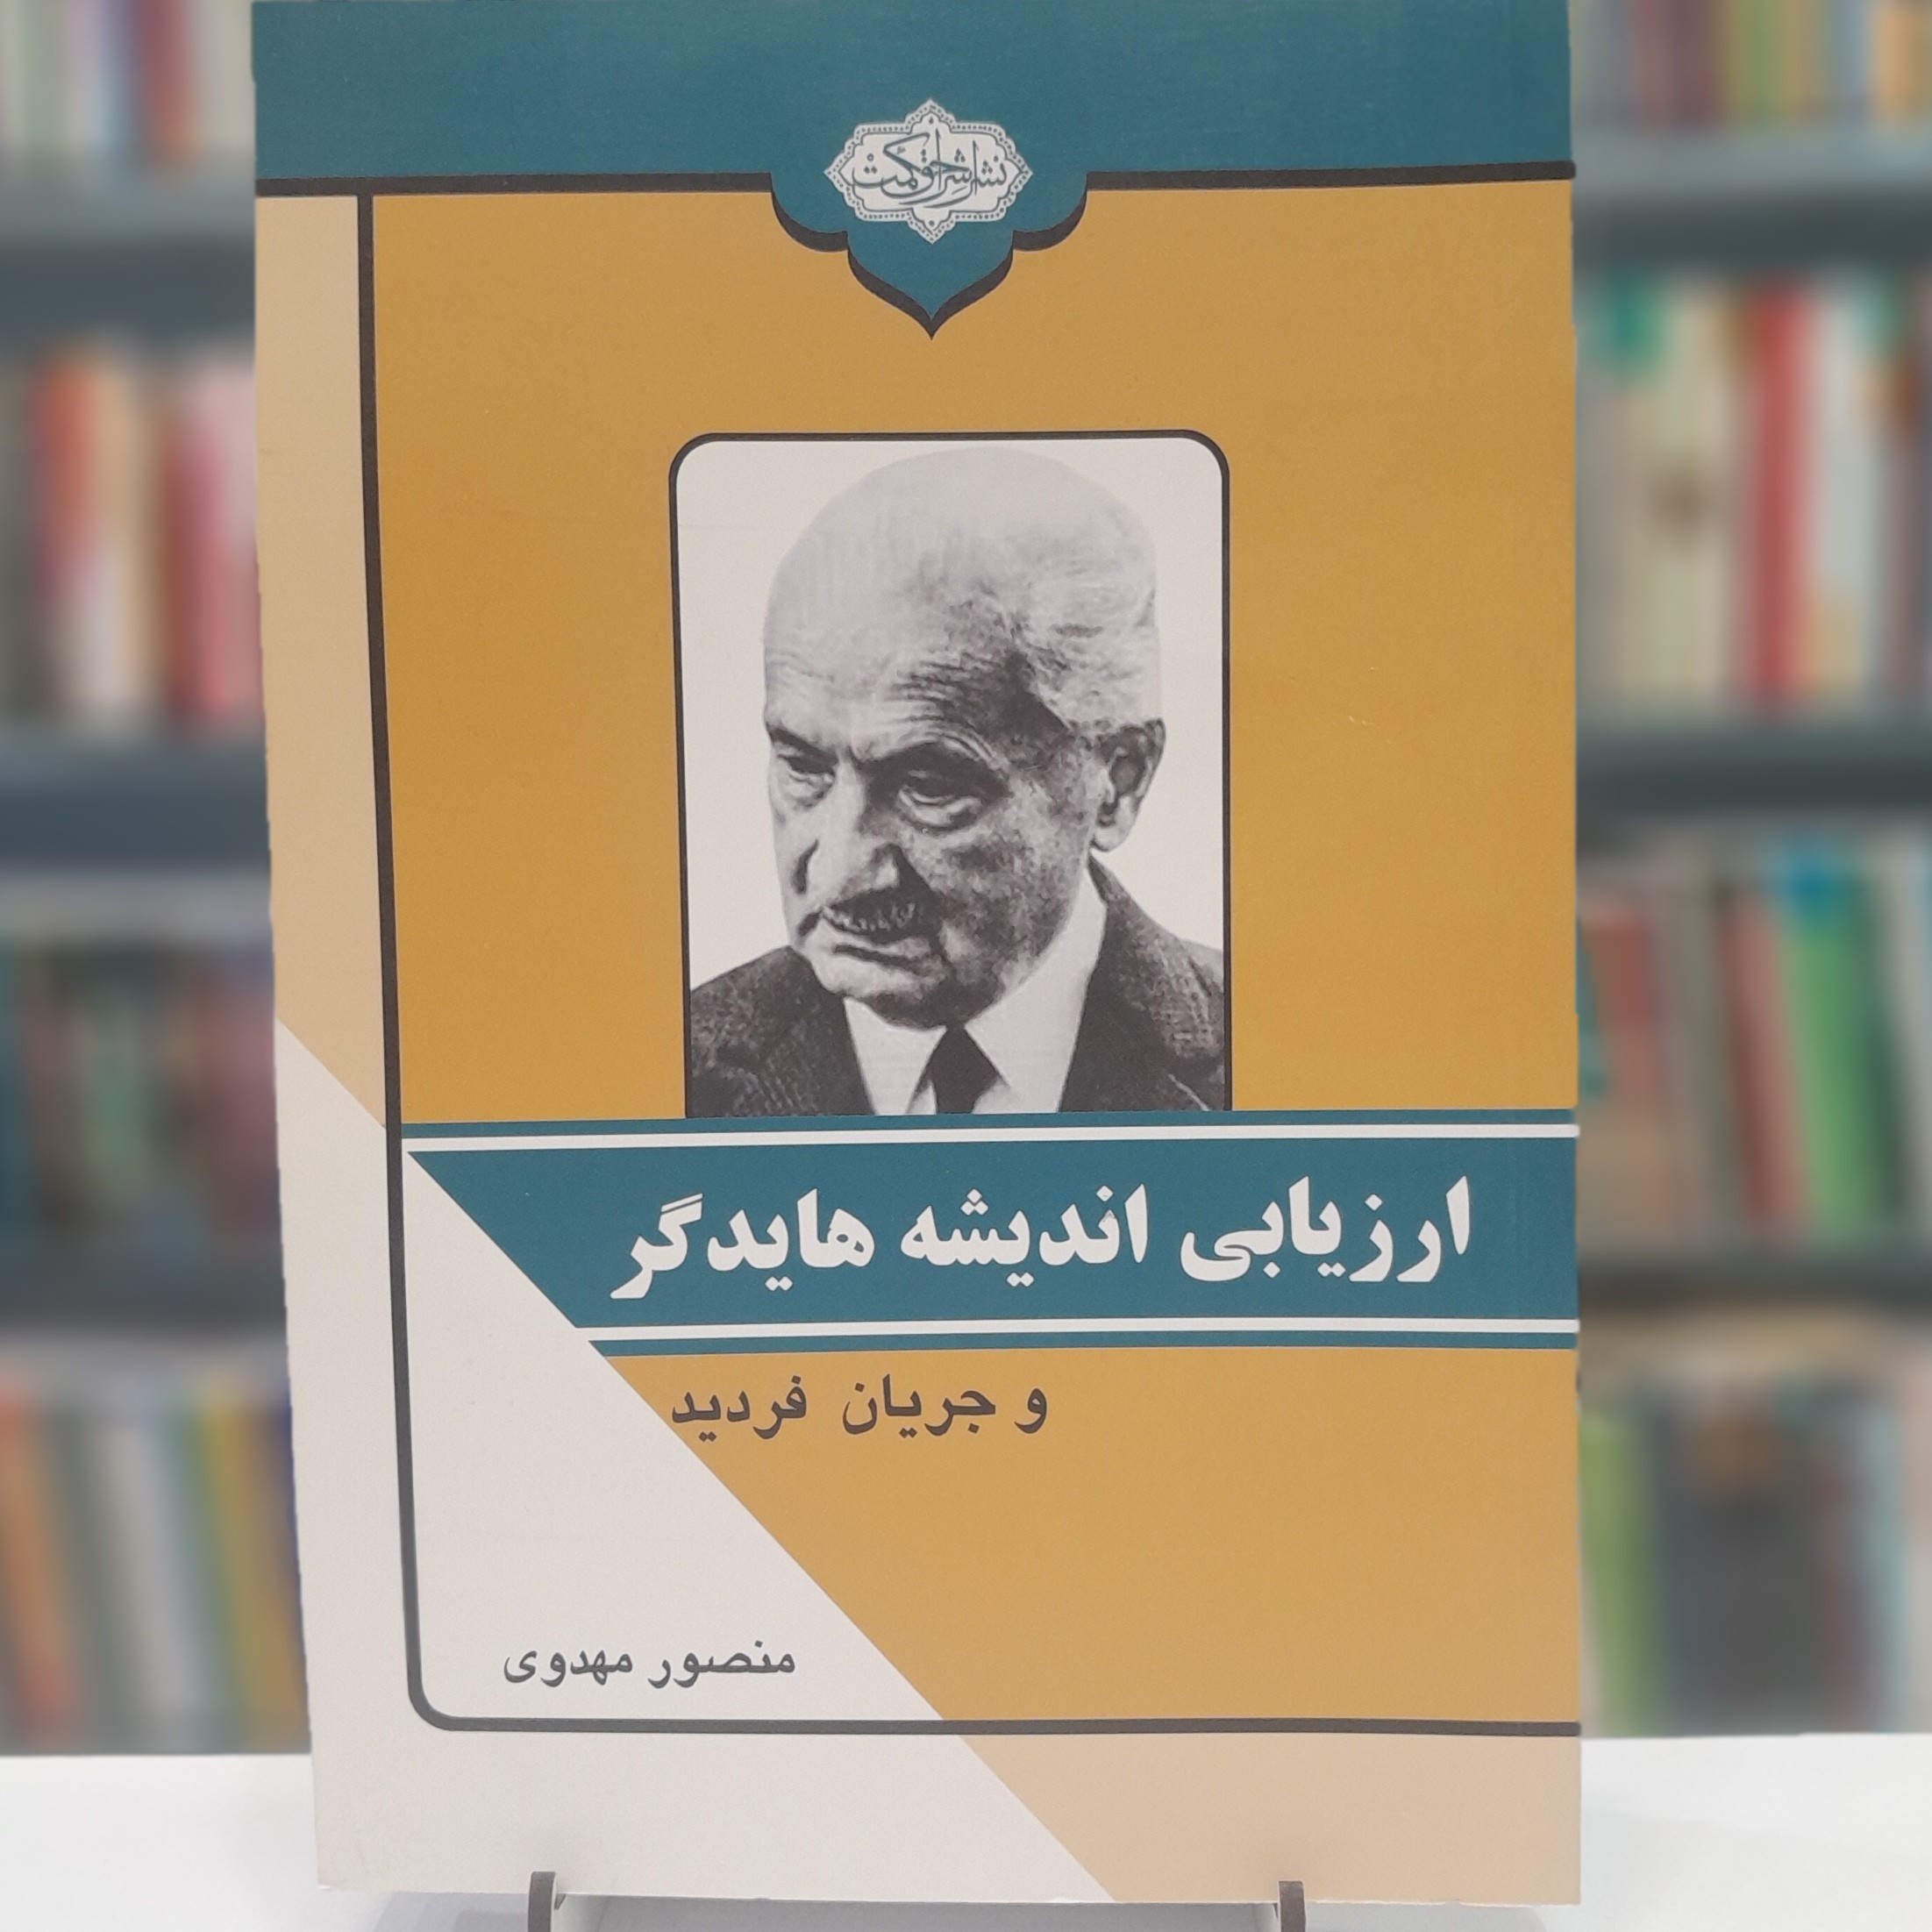 نشر اشراق حکمت
ارزیابی اندیشه هایدگر
و جریان فردید
منصور مهدوی